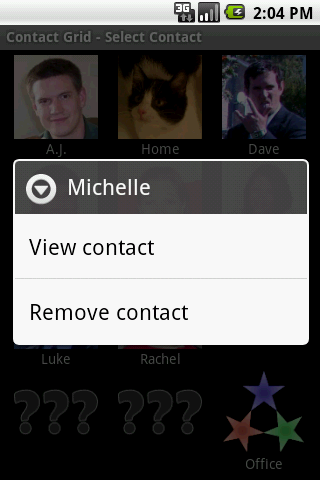 3G
2:04 PM
Contact Grid - Select Contact
A.J.
Home
Dave
Michelle
View contact
Remove contact
Luke
Rachel
???
???
Office